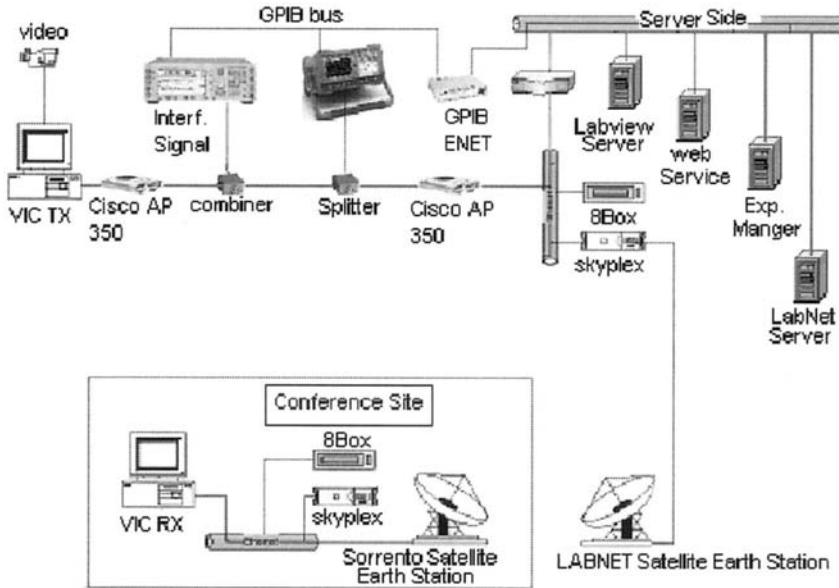 video
GPIB bus
Server Side
Interf.
Signal
GPIB
ENET
Labview
Server
web
Service
VIC TX
Cisco AP
350
combiner
Splitter
Cisco AP
350
8Box
skyplex
Exp.
Manger
LabNet
Server
Conference Site
8Box
VIC RX
skyplex
Sorrento Satellite
Earth Station
LABNET Satellite Earth Station